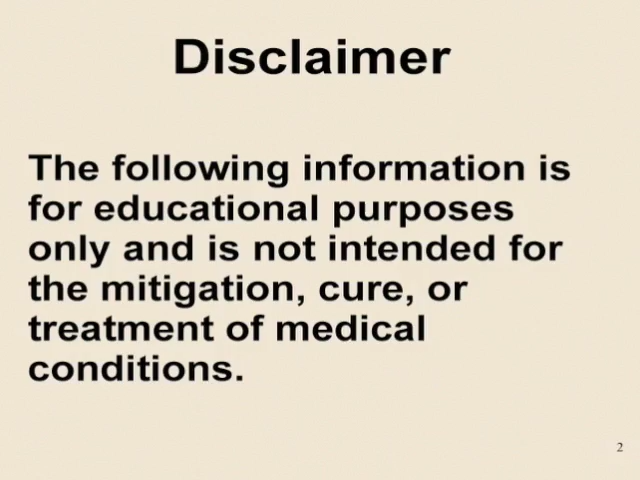 Disclaimer
The following information is
for educational purposes
only and is not intended for
the mitigation, cure, or
treatment of medical
conditions.
2